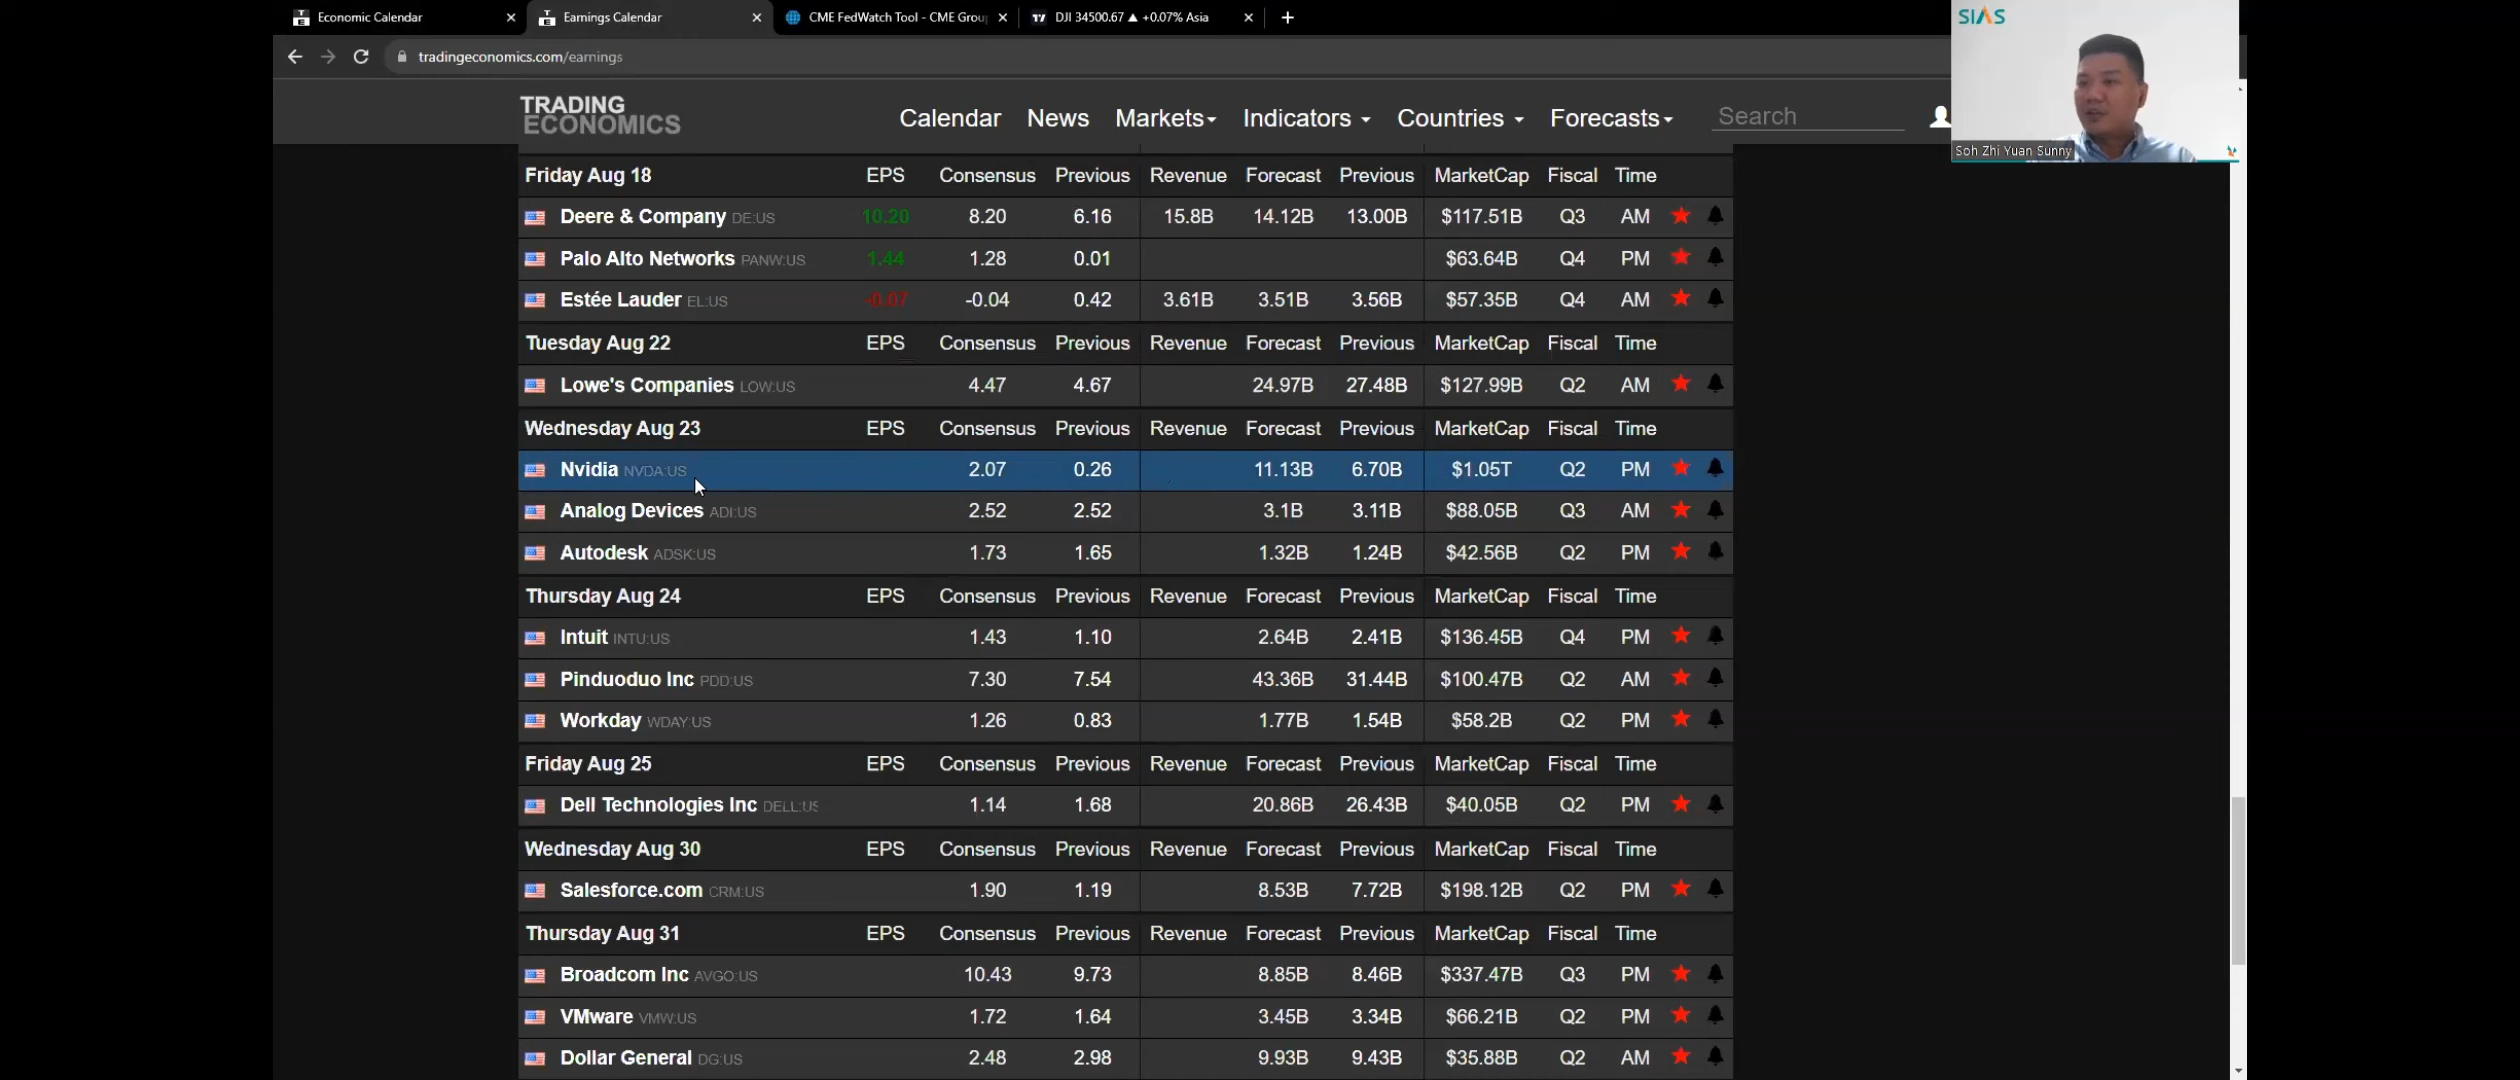 Economic Calendar
Earnings Calendar
CME FedWatch Tool - CME Grou
DJI 34500.67 ▲ +0.07% Asia
SIAS
tradingeconomics.com/earnings
TRADING
ECONOMICS
Calendar News Markets Indicators Countries Forecasts Search
Soh Zhi Yuan Sunny
Friday Aug 18 EPS Consensus Previous Revenue Forecast Previous MarketCap Fiscal Time
Deere & Company DE:US 10.20 8.20 6.16 15.8B 14.12B 13.00B $117.51B Q3 AM
Palo Alto Networks PANW:US 1.44 1.28 0.01 $63.64B Q4 PM
Estée Lauder EL:US -0.07 -0.04 0.42 3.61B 3.51B 3.56B $57.35B Q4 AM
Tuesday Aug 22 EPS Consensus Previous Revenue Forecast Previous MarketCap Fiscal Time
Lowe's Companies LOW:US 4.47 4.67 24.97B 27.48B $127.99B Q2 AM
Wednesday Aug 23 EPS Consensus Previous Revenue Forecast Previous MarketCap Fiscal Time
Nvidia NVDA:US 2.07 0.26 11.13B 6.70B $1.05T Q2 PM
Analog Devices ADI:US 2.52 2.52 3.1B 3.11B $88.05B Q3 AM
Autodesk ADSK:US 1.73 1.65 1.32B 1.24B $42.56B Q2 PM
Thursday Aug 24 EPS Consensus Previous Revenue Forecast Previous MarketCap Fiscal Time
Intuit INTU:US 1.43 1.10 2.64B 2.41B $136.45B Q4 PM
Pinduoduo Inc PDD:US 7.30 7.54 43.36B 31.44B $100.47B Q2 AM
Workday WDAY:US 1.26 0.83 1.77B 1.54B $58.2B Q2 PM
Friday Aug 25 EPS Consensus Previous Revenue Forecast Previous MarketCap Fiscal Time
Dell Technologies Inc DELL:US 1.14 1.68 20.86B 26.43B $40.05B Q2 PM
Wednesday Aug 30 EPS Consensus Previous Revenue Forecast Previous MarketCap Fiscal Time
Salesforce.com CRM:US 1.90 1.19 8.53B 7.72B $198.12B Q2 PM
Thursday Aug 31 EPS Consensus Previous Revenue Forecast Previous MarketCap Fiscal Time
Broadcom Inc AVGO:US 10.43 9.73 8.85B 8.46B $337.47B Q3 PM
VMware VMW:US 1.72 1.64 3.45B 3.34B $66.21B Q2 PM
Dollar General DG:US 2.48 2.98 9.93B 9.43B $35.88B Q2 AM